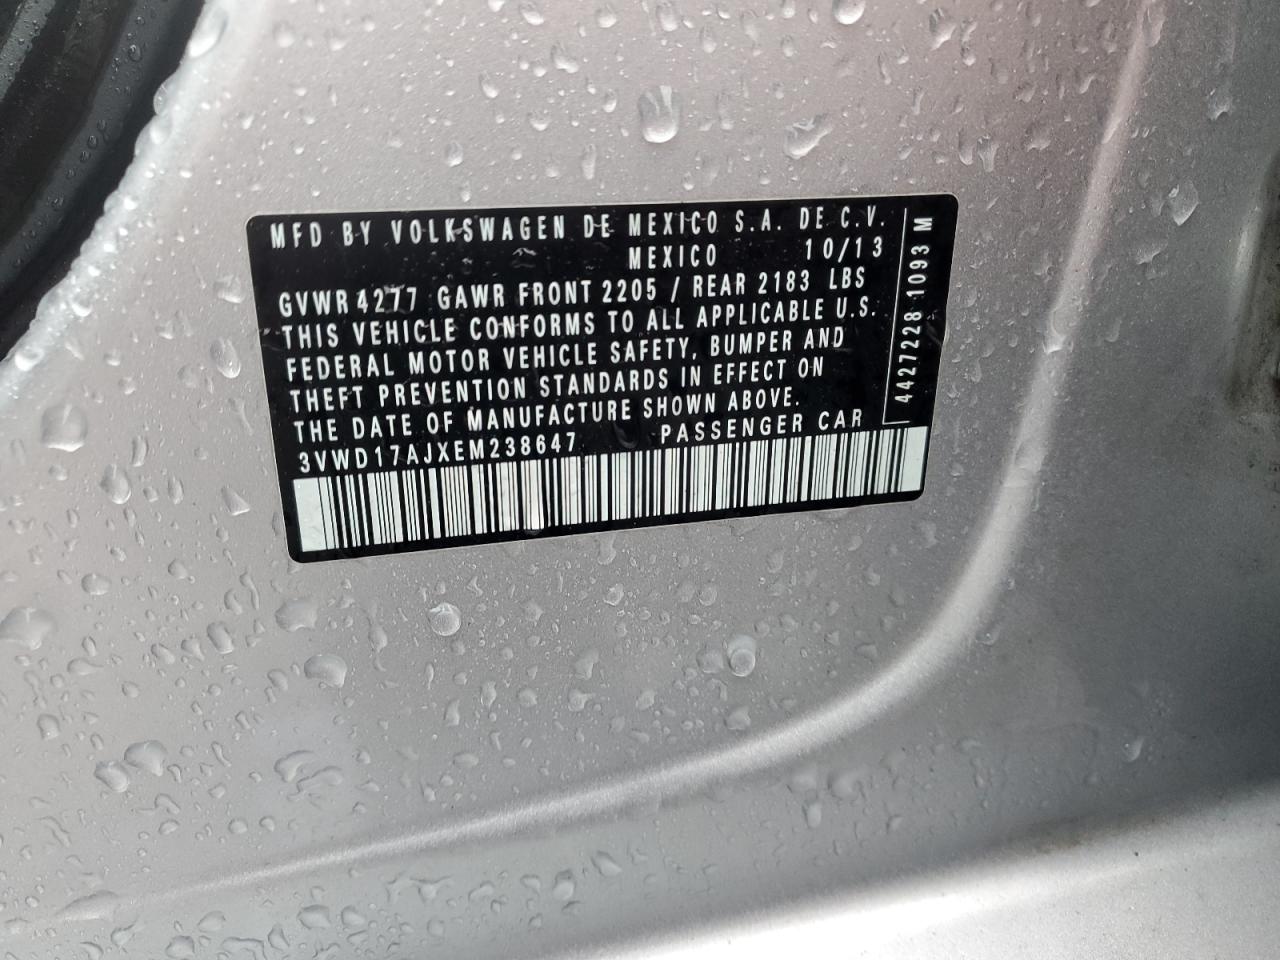 MFD BY VOLKSWAGEN DE MEXICO S.A. DE C.V.
MEXICO 10/13
GVWR 4277 GAWR FRONT 2205 / REAR 2183 LBS
THIS VEHICLE CONFORMS TO ALL APPLICABLE U.S.
FEDERAL MOTOR VEHICLE SAFETY, BUMPER AND
THEFT PREVENTION STANDARDS IN EFFECT ON
THE DATE OF MANUFACTURE SHOWN ABOVE.
3VWD17AJXEM238647 PASSENGER CAR
4427228 1093 M